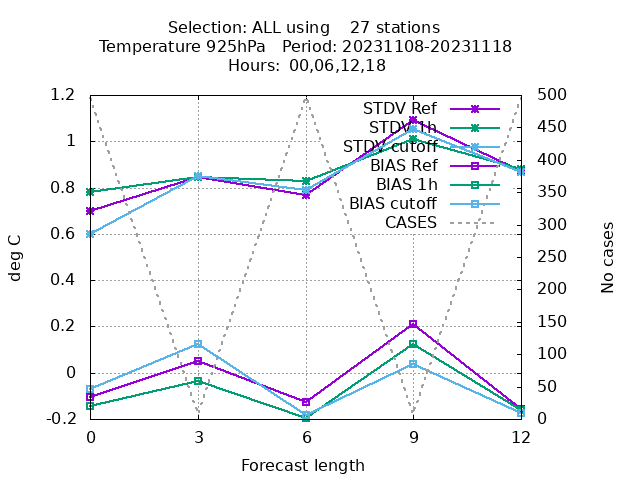 Selection: ALL using 27 stations
Temperature 925hPa Period: 20231108-20231118
Hours: 00,06,12,18
1.2
1
0.8
0.6
0.4
0.2
0
-0.2
deg C
500
450
400
350
300
250
200
150
100
50
0
No cases
STDV Ref
STDV 1h
STDV cutoff
BIAS Ref
BIAS 1h
BIAS cutoff
CASES
0 3 6 9 12
Forecast length